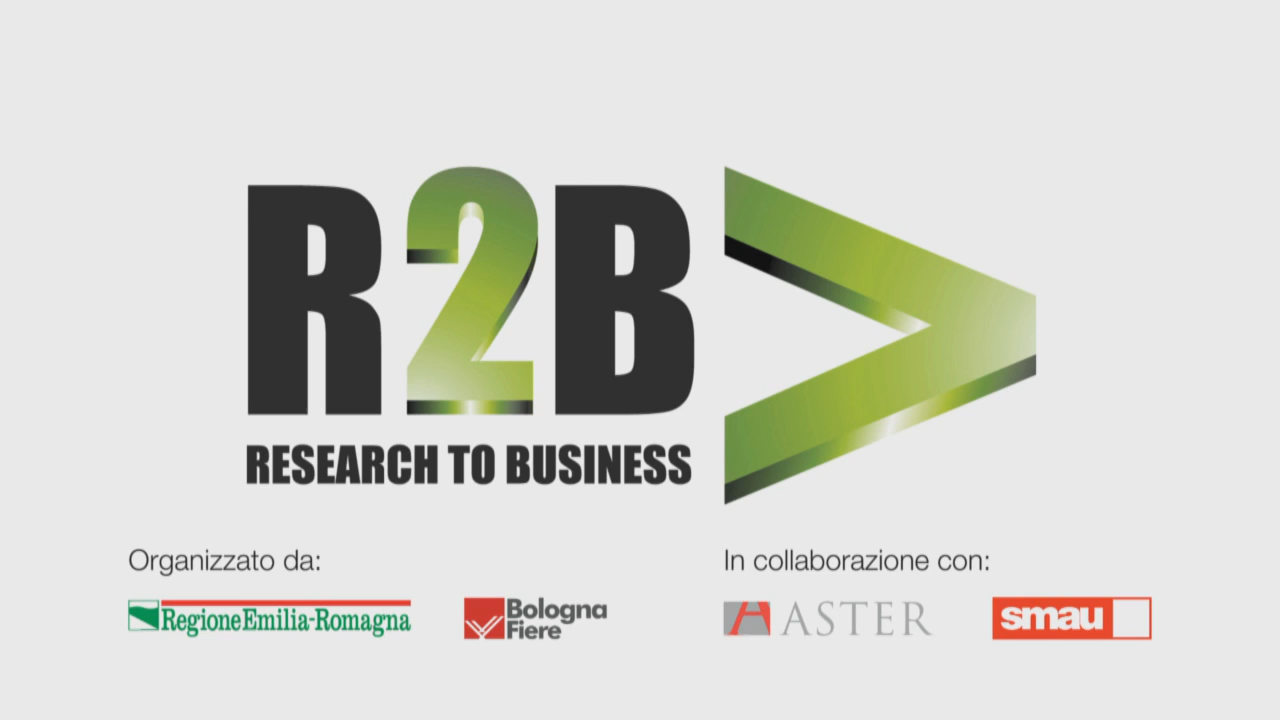 R2B
RESEARCH TO BUSINESS
Organizzato da:
In collaborazione con:
RegioneEmilia-Romagna
Bologna
Fiere
ASTER
smau